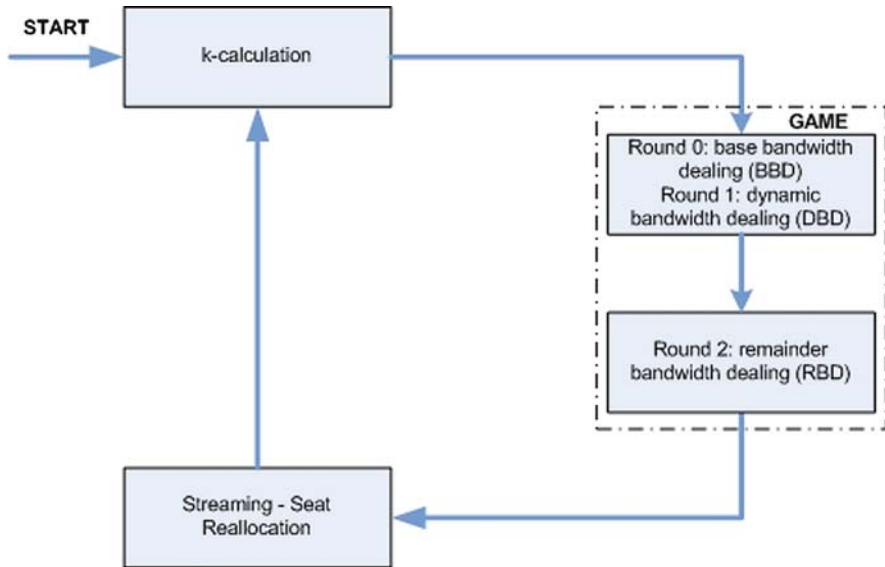 START
k-calculation
GAME
Round 0: base bandwidth
dealing (BBD)
Round 1: dynamic
bandwidth dealing (DBD)
Round 2: remainder
bandwidth dealing (RBD)
Streaming - Seat
Reallocation